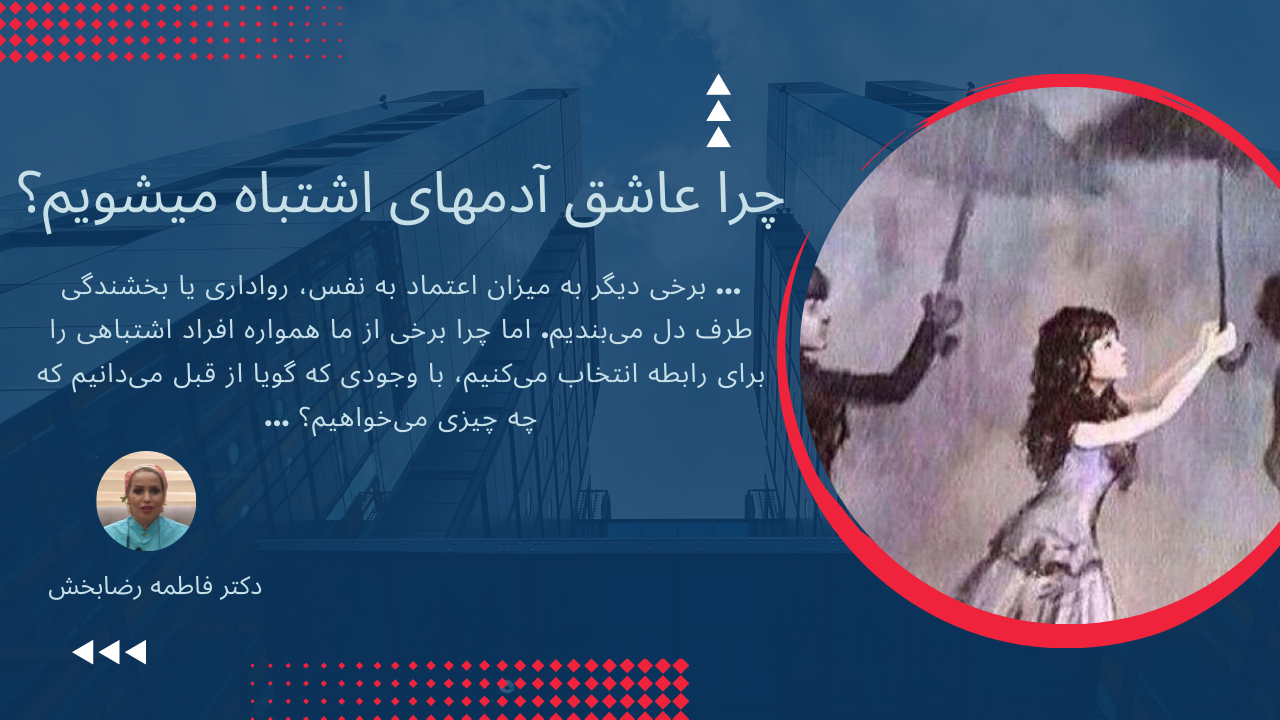 چرا عاشق آدمهای اشتباه میشویم؟
... برخی دیگر به میزان اعتماد به نفس، رواداری یا بخشندگی
طرف دل می‌بندیم. اما چرا برخی از ما همواره افراد اشتباهی را
برای رابطه انتخاب می‌کنیم، با وجودی که گویا از قبل می‌دانیم که
چه چیزی می‌خواهیم؟ ...
دکتر فاطمه رضابخش